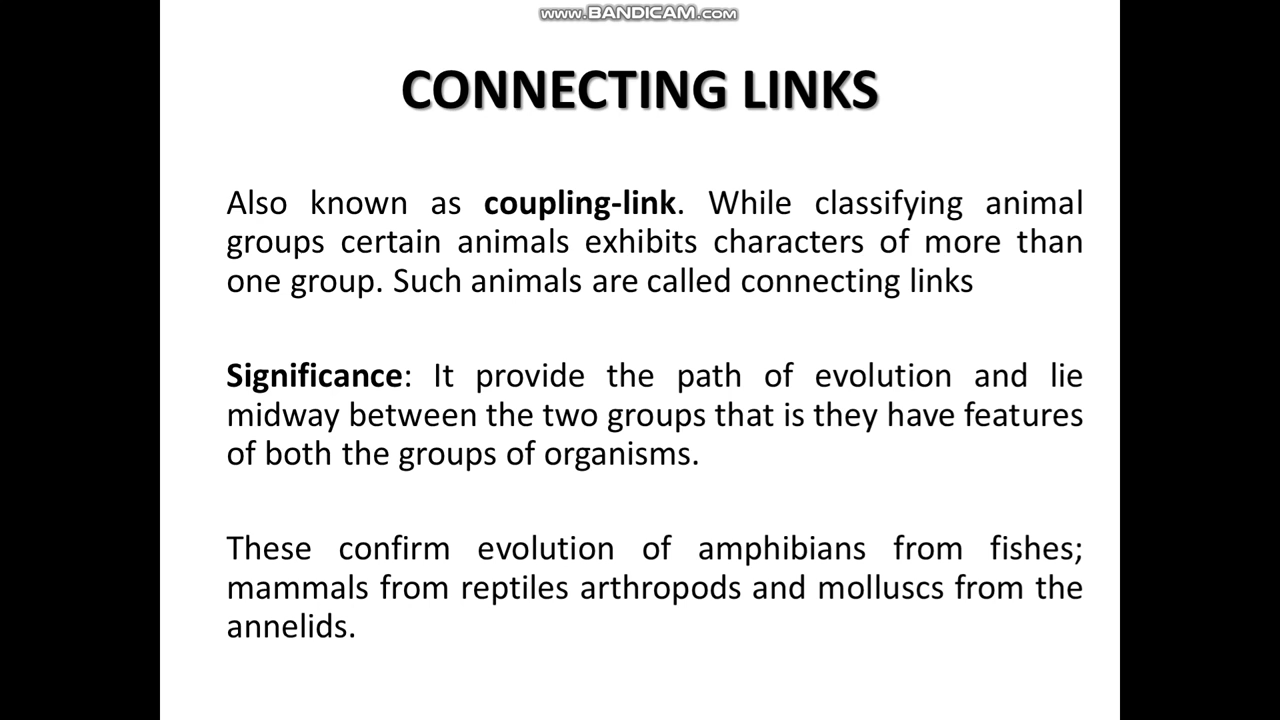 www.BANDICAM.com
CONNECTING LINKS
Also known as coupling-link. While classifying animal
groups certain animals exhibits characters of more than
one group. Such animals are called connecting links
Significance: It provide the path of evolution and lie
midway between the two groups that is they have features
of both the groups of organisms.
These confirm evolution of amphibians from fishes;
mammals from reptiles arthropods and molluscs from the
annelids.